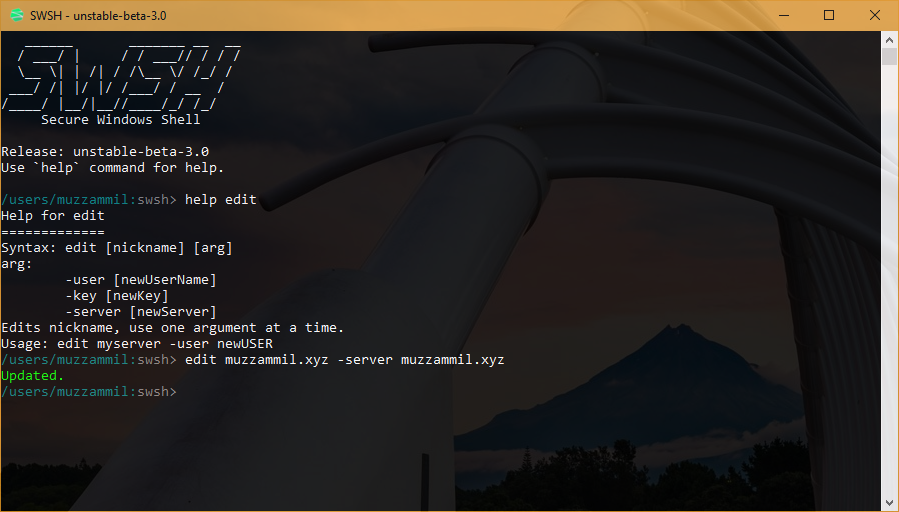 SWSH - unstable-beta-3.0
SWSH
Secure Windows Shell
Release: unstable-beta-3.0
Use `help` command for help.
/users/muzzammil:swsh> help edit
Help for edit
=============
Syntax: edit [nickname] [arg]
arg:
-user [newUserName]
-key [newKey]
-server [newServer]
Edits nickname, use one argument at a time.
Usage: edit myserver -user newUSER
/users/muzzammil:swsh> edit muzzammil.xyz -server muzzammil.xyz
Updated.
/users/muzzammil:swsh>